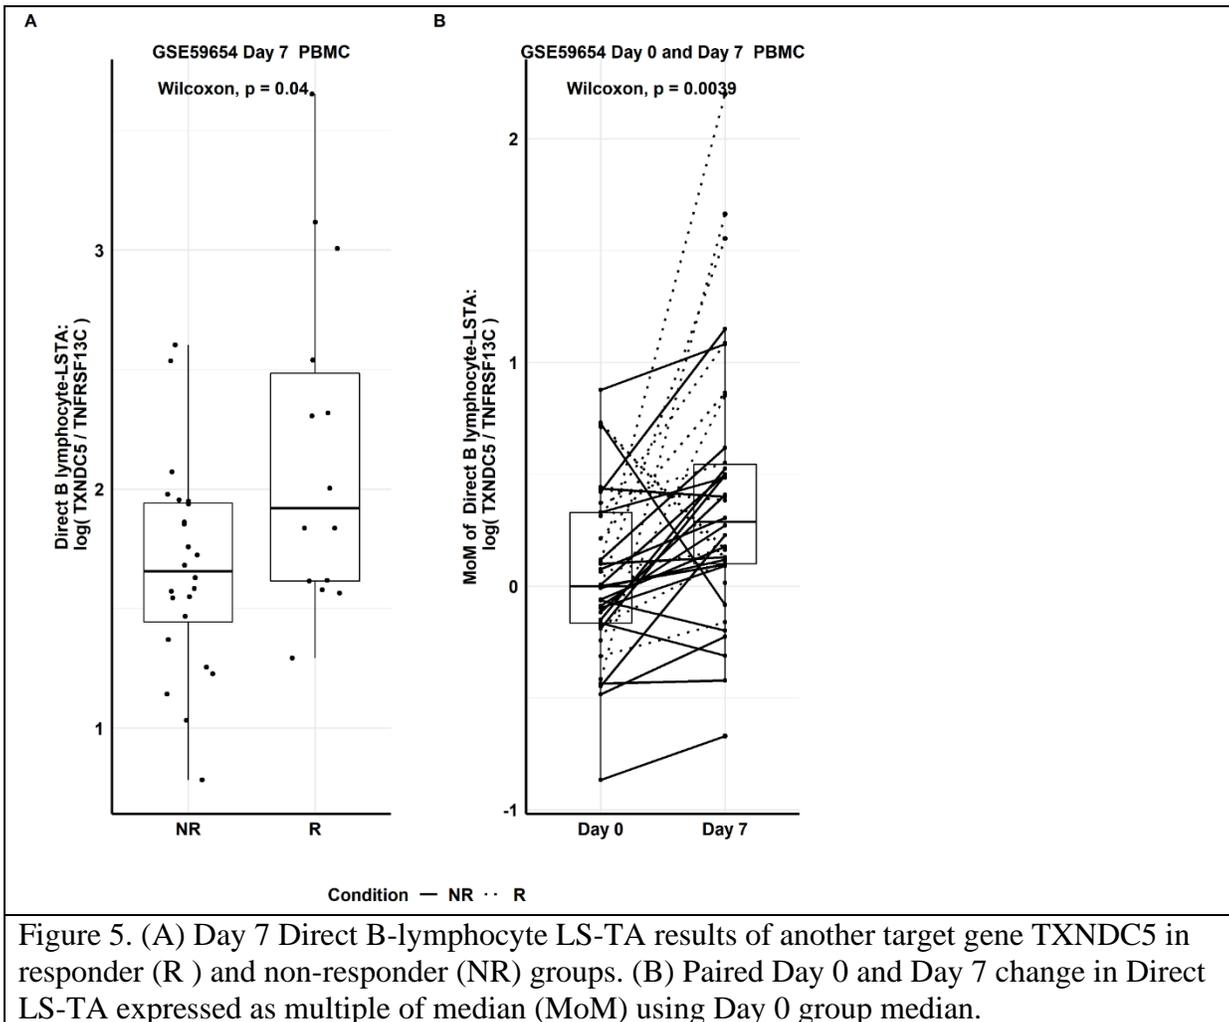 A
B
GSE59654 Day 7  PBMC
GSE59654 Day 0 and Day 7  PBMC
Wilcoxon, p = 0.04
Wilcoxon, p = 0.0039
Direct B lymphocyte-LSTA:
log( TXNDC5 / TNFRSF13C )
3
2
1
NR
R
MoM of  Direct B lymphocyte-LSTA:
log( TXNDC5 / TNFRSF13C )
2
1
0
-1
Day 0
Day 7
Condition — NR ·· R
Figure 5. (A) Day 7 Direct B-lymphocyte LS-TA results of another target gene TXNDC5 in
responder (R ) and non-responder (NR) groups. (B) Paired Day 0 and Day 7 change in Direct
LS-TA expressed as multiple of median (MoM) using Day 0 group median.